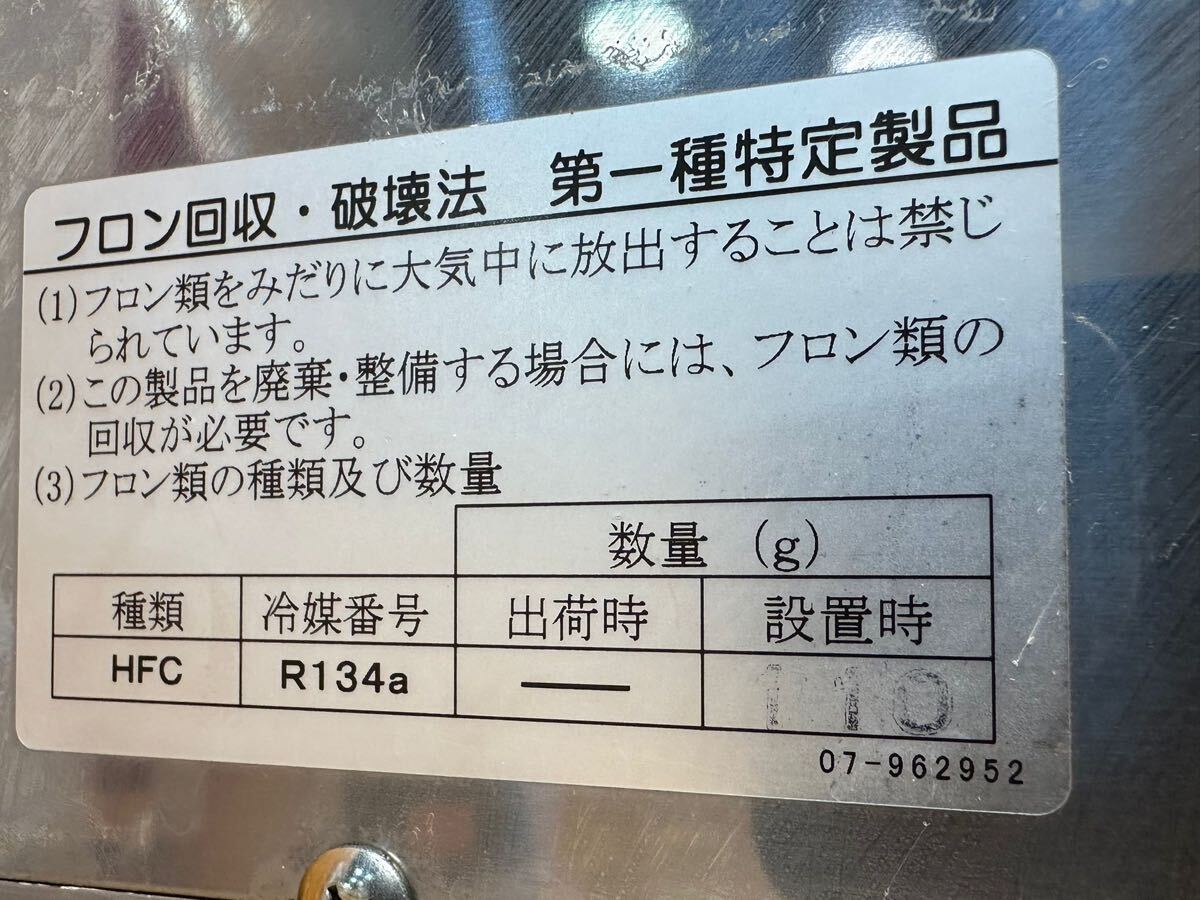 フロン回収・破壊法　第一種特定製品
(1)フロン類をみだりに大気中に放出することは禁じ
られています。
(2)この製品を廃棄・整備する場合には、フロン類の
回収が必要です。
(3)フロン類の種類及び数量
数量 (g)
種類 冷媒番号 出荷時 設置時
HFC R134a — 110
07-962952